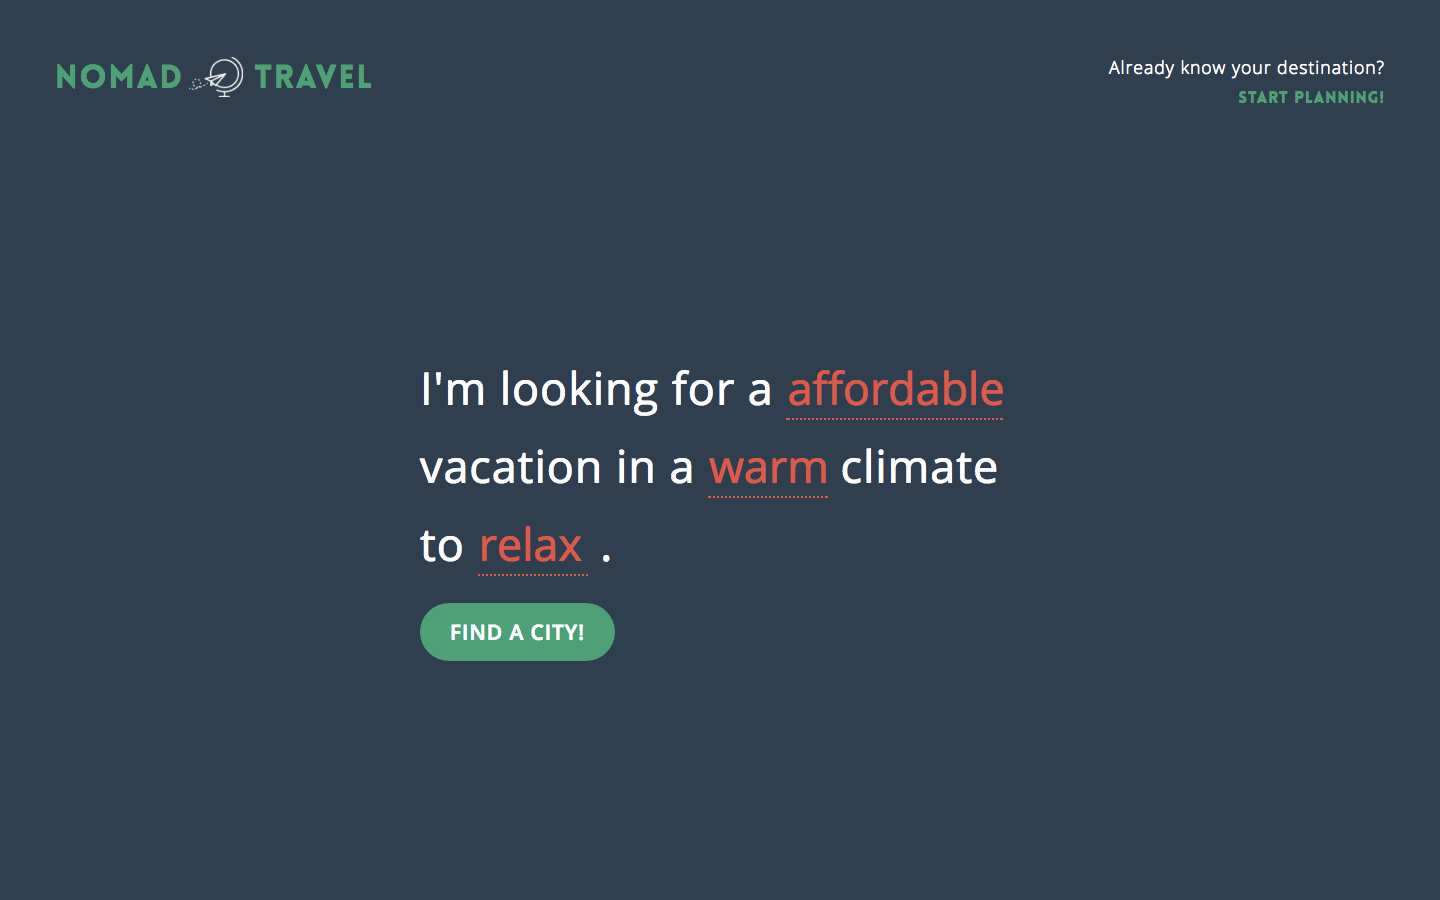 NOMAD TRAVEL
Already know your destination?
START PLANNING!
I'm looking for a affordable
vacation in a warm climate
to relax .
FIND A CITY!